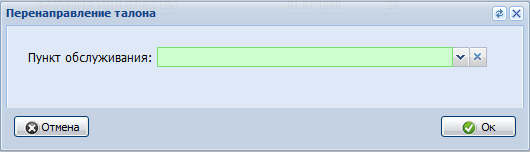 Перенаправление талона
Пункт обслуживания:
Отмена
Ок